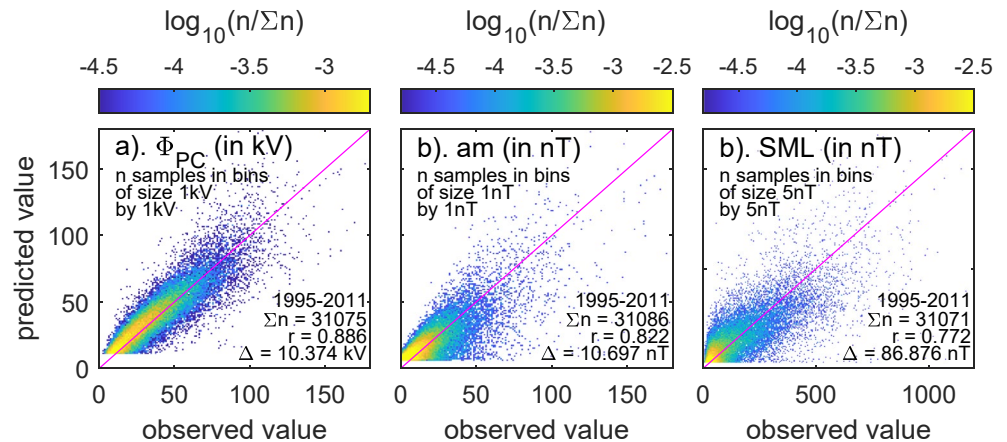 log10(n/Σn)
log10(n/Σn)
log10(n/Σn)
-4.5 -4 -3.5 -3
-4.5 -4 -3.5 -3 -2.5
-4.5 -4 -3.5 -3 -2.5
a). ΦPC (in kV)
n samples in bins
of size 1kV
by 1kV
1995-2011
Σn = 31075
r = 0.886
Δ = 10.374 kV
150
100
50
0
predicted value
0 50 100 150
observed value
b). am (in nT)
n samples in bins
of size 1nT
by 1nT
1995-2011
Σn = 31086
r = 0.822
Δ = 10.697 nT
0 50 100 150
observed value
b). SML (in nT)
n samples in bins
of size 5nT
by 5nT
1995-2011
Σn = 31071
r = 0.772
Δ = 86.876 nT
0 500 1000
observed value